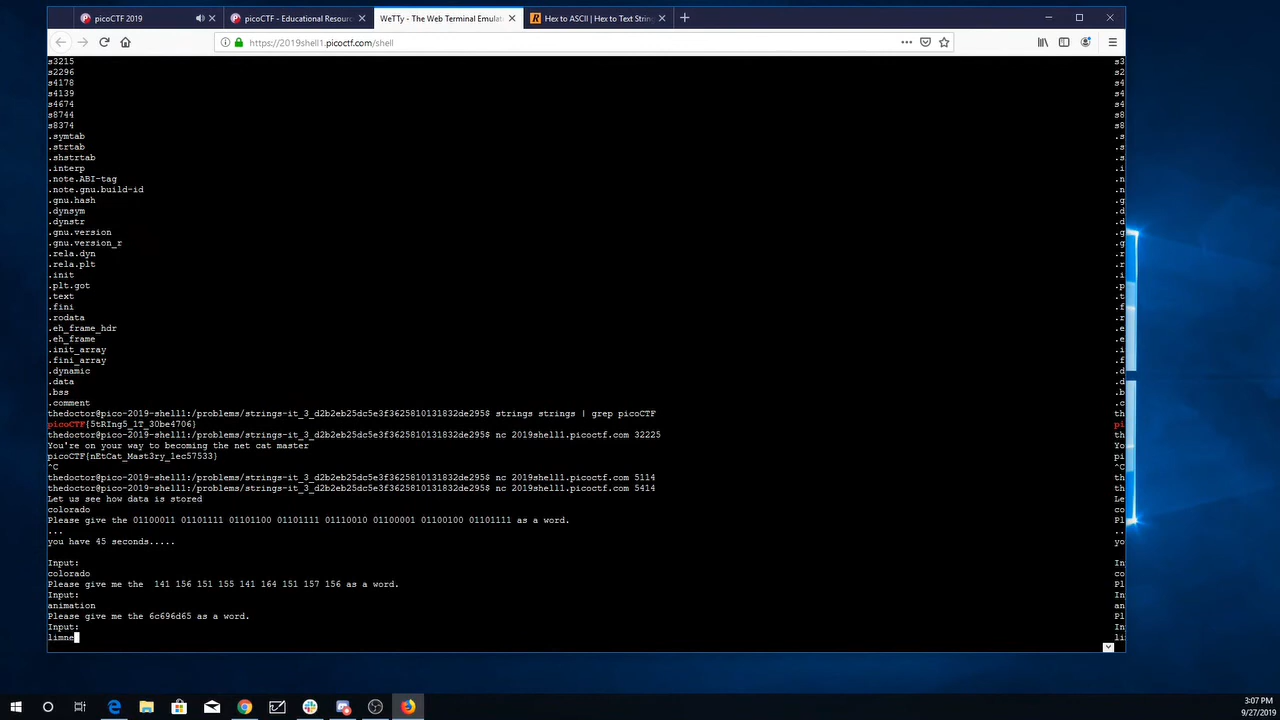 picoCTF 2019
picoCTF - Educational Resourc
WeTTy - The Web Terminal Emulat
Hex to ASCII | Hex to Text String
https://2019shell1.picoctf.com/shell
s3215
s2296
s4178
s4139
s4674
s8744
s8374
.symtab
.strtab
.shstrtab
.interp
.note.ABI-tag
.note.gnu.build-id
.gnu.hash
.dynsym
.dynstr
.gnu.version
.gnu.version_r
.rela.dyn
.rela.plt
.init
.plt.got
.text
.fini
.rodata
.eh_frame_hdr
.eh_frame
.init_array
.fini_array
.dynamic
.data
.bss
.comment
thedoctor@pico-2019-shell1:/problems/strings-it_3_d2b2eb25dc5e3f3625810131832de295$ strings strings | grep picoCTF
picoCTF{5tRIng5_1T_30be4706}
thedoctor@pico-2019-shell1:/problems/strings-it_3_d2b2eb25dc5e3f3625810131832de295$ nc 2019shell1.picoctf.com 32225
You're on your way to becoming the net cat master
picoCTF{nEtCat_Mast3ry_1ec57533}
^C
thedoctor@pico-2019-shell1:/problems/strings-it_3_d2b2eb25dc5e3f3625810131832de295$ nc 2019shell1.picoctf.com 5114
thedoctor@pico-2019-shell1:/problems/strings-it_3_d2b2eb25dc5e3f3625810131832de295$ nc 2019shell1.picoctf.com 5414
Let us see how data is stored
colorado
Please give the 01100011 01101111 01101100 01101111 01110010 01100001 01100100 01101111 as a word.
...
you have 45 seconds.....
Input:
colorado
Please give me the  141 156 151 155 141 164 151 157 156 as a word.
Input:
animation
Please give me the 6c696d65 as a word.
Input:
limne
3:07 PM
9/27/2019